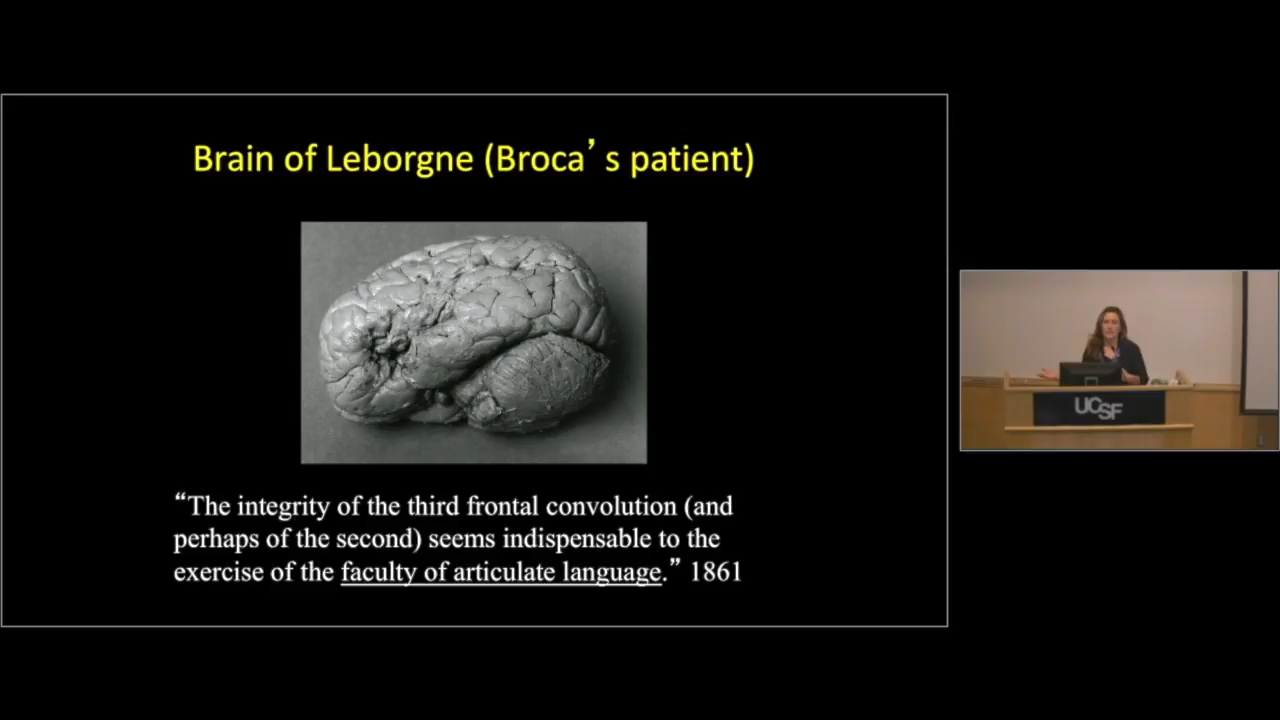 Brain of Leborgne (Broca’s patient)
“The integrity of the third frontal convolution (and
perhaps of the second) seems indispensable to the
exercise of the faculty of articulate language.” 1861
UCSF